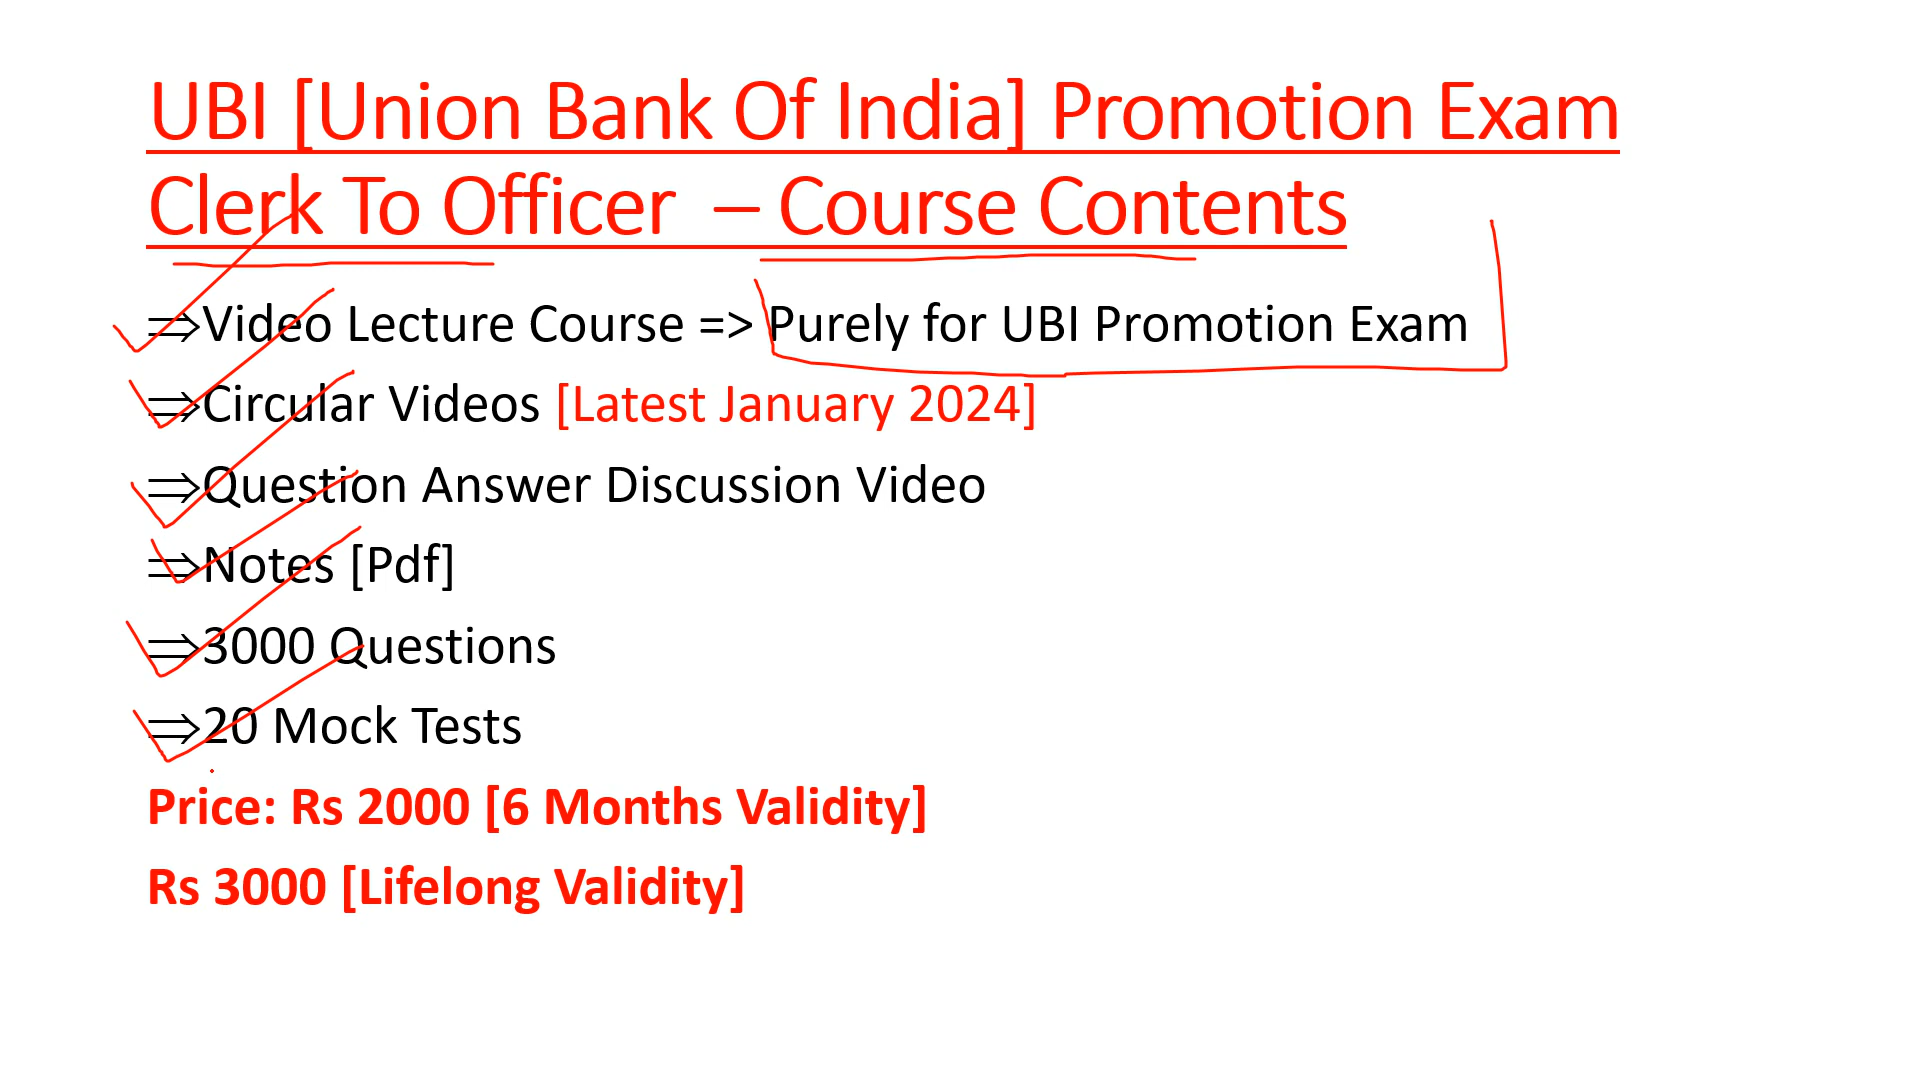 UBI [Union Bank Of India] Promotion Exam
Clerk To Officer – Course Contents
⇒Video Lecture Course => Purely for UBI Promotion Exam
⇒Circular Videos [Latest January 2024]
⇒Question Answer Discussion Video
⇒Notes [Pdf]
⇒3000 Questions
⇒20 Mock Tests
Price: Rs 2000 [6 Months Validity]
Rs 3000 [Lifelong Validity]